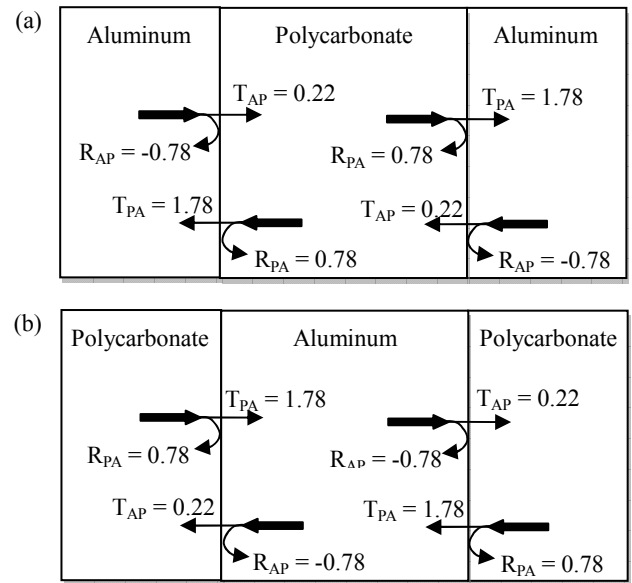 (a)
Aluminum Polycarbonate Aluminum
T_AP = 0.22 T_PA = 1.78
R_AP = -0.78 R_PA = 0.78
T_PA = 1.78 T_AP = 0.22
R_PA = 0.78 R_AP = -0.78
(b)
Polycarbonate Aluminum Polycarbonate
T_PA = 1.78 T_AP = 0.22
R_PA = 0.78 R_AP = -0.78
T_AP = 0.22 T_PA = 1.78
R_AP = -0.78 R_PA = 0.78